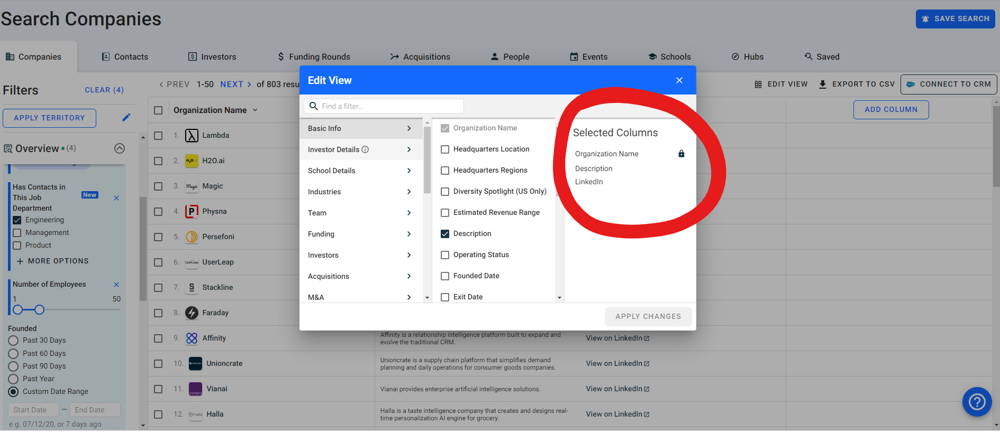 Search Companies
SAVE SEARCH
Companies
Contacts
Investors
Funding Rounds
Acquisitions
People
Events
Schools
Hubs
Saved
Filters
CLEAR (4)
APPLY TERRITORY
Overview (4)
Has Contacts in
This Job
Department
New
Engineering
Management
Product
MORE OPTIONS
Number of Employees
1
50
Founded
Past 30 Days
Past 60 Days
Past 90 Days
Past Year
Custom Date Range
Start Date – End Date
e.g. 07/12/20, or 7 days ago
PREV 1-50 NEXT of 803 resu
EDIT VIEW
EXPORT TO CSV
CONNECT TO CRM
Organization Name
ADD COLUMN
1. Lambda
2. H2O.ai
3. Magic Magic
4. Physna
5. Persefoni
6. UserLeap UserLeap
7. Stackline
8. Faraday
9. Affinity
Affinity is a relationship intelligence platform built to expand and
evolve the traditional CRM.
View on LinkedIn
10. Unioncrate
Unioncrate is a supply chain platform that simplifies demand
planning and daily operations for consumer goods companies.
View on LinkedIn
11. VIANAI Vianai
Vianai provides enterprise artificial intelligence solutions.
View on LinkedIn
12. halla Halla
Halla is a taste intelligence company that creates and designs real-
time personalization AI engine for grocery.
View on LinkedIn
Edit View
Find a filter...
Basic Info
Investor Details
School Details
Industries
Team
Funding
Investors
Acquisitions
M&A
Organization Name
Headquarters Location
Headquarters Regions
Diversity Spotlight (US Only)
Estimated Revenue Range
Description
Operating Status
Founded Date
Exit Date
Selected Columns
Organization Name
Description
LinkedIn
APPLY CHANGES